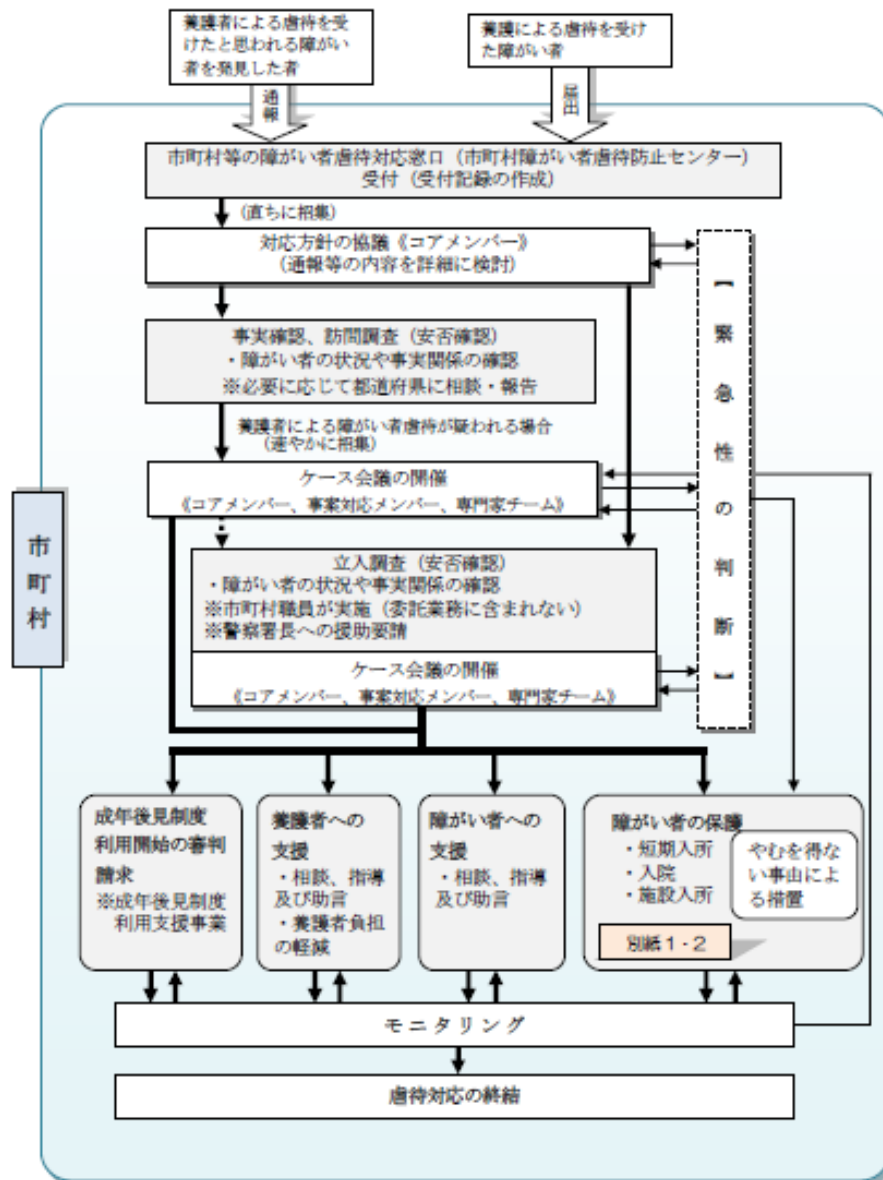 養護者による虐待を受
けたと思われる障がい
者を発見した者
養護による虐待を受け
た障がい者
通報
届出
市町村等の障がい者虐待対応窓口（市町村障がい者虐待防止センター）
受付（受付記録の作成）
(直ちに招集)
対応方針の協議《コアメンバー》
（通報等の内容を詳細に検討）
事実確認、訪問調査（安否確認）
・障がい者の状況や事実関係の確認
※必要に応じて都道府県に相談・報告
養護者による障がい者虐待が疑われる場合
(速やかに招集)
ケース会議の開催
《コアメンバー、事案対応メンバー、専門家チーム》
立入調査（安否確認）
・障がい者の状況や事実関係の確認
※市町村職員が実施（委託業務に含まれない）
※警察署長への援助要請
ケース会議の開催
《コアメンバー、事案対応メンバー、専門家チーム》
【緊急性の判断】
市町村
成年後見制度
利用開始の審判
請求
※成年後見制度
利用支援事業
養護者への
支援
・相談、指導
及び助言
・養護者負担
の軽減
障がい者への
支援
・相談、指導
及び助言
障がい者の保護
・短期入所
・入院
・施設入所
やむを得な
い事由によ
る措置
別紙１・２
モニタリング
虐待対応の終結